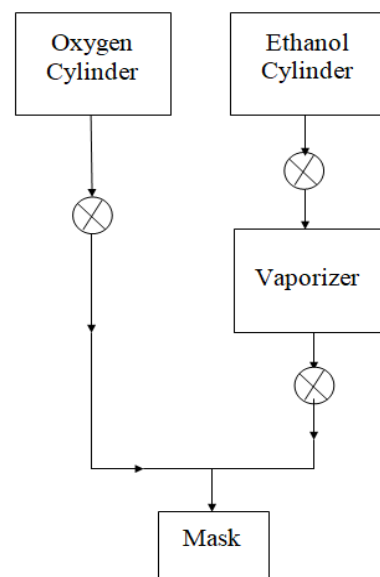 Oxygen
Cylinder
Ethanol
Cylinder
Vaporizer
Mask